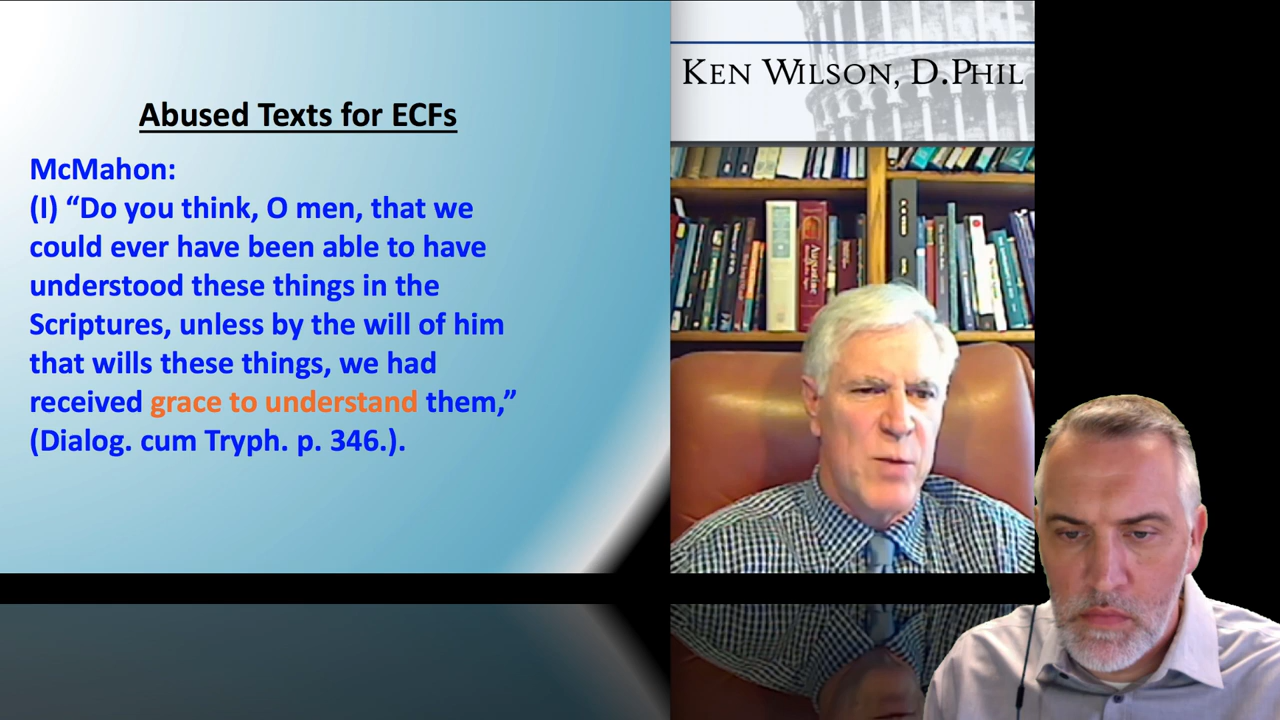 Abused Texts for ECFs
McMahon:
(I) “Do you think, O men, that we
could ever have been able to have
understood these things in the
Scriptures, unless by the will of him
that wills these things, we had
received grace to understand them,”
(Dialog. cum Tryph. p. 346.).
KEN WILSON, D.PHIL
Augustine